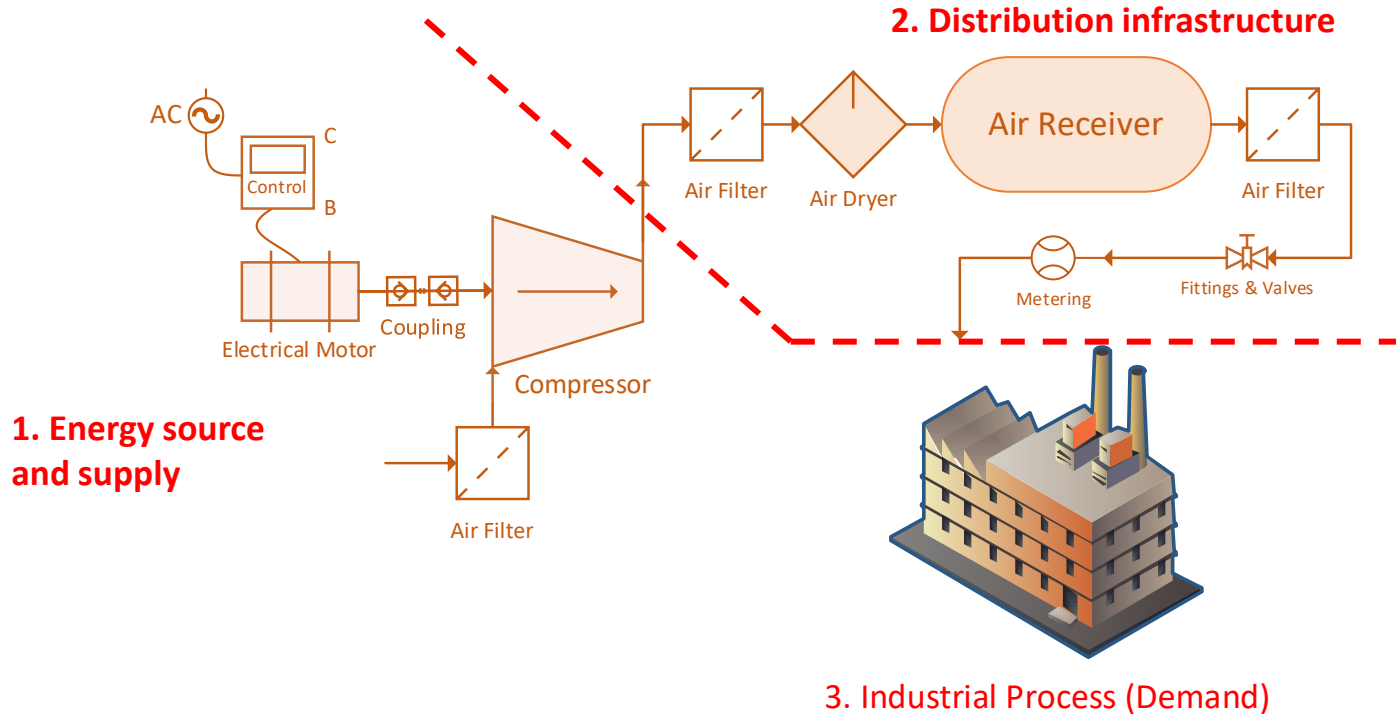 2. Distribution infrastructure
AC
C
Control
B
Air Receiver
Air Filter
Air Dryer
Air Filter
Metering
Fittings & Valves
Coupling
Electrical Motor
Compressor
1. Energy source
and supply
Air Filter
3. Industrial Process (Demand)